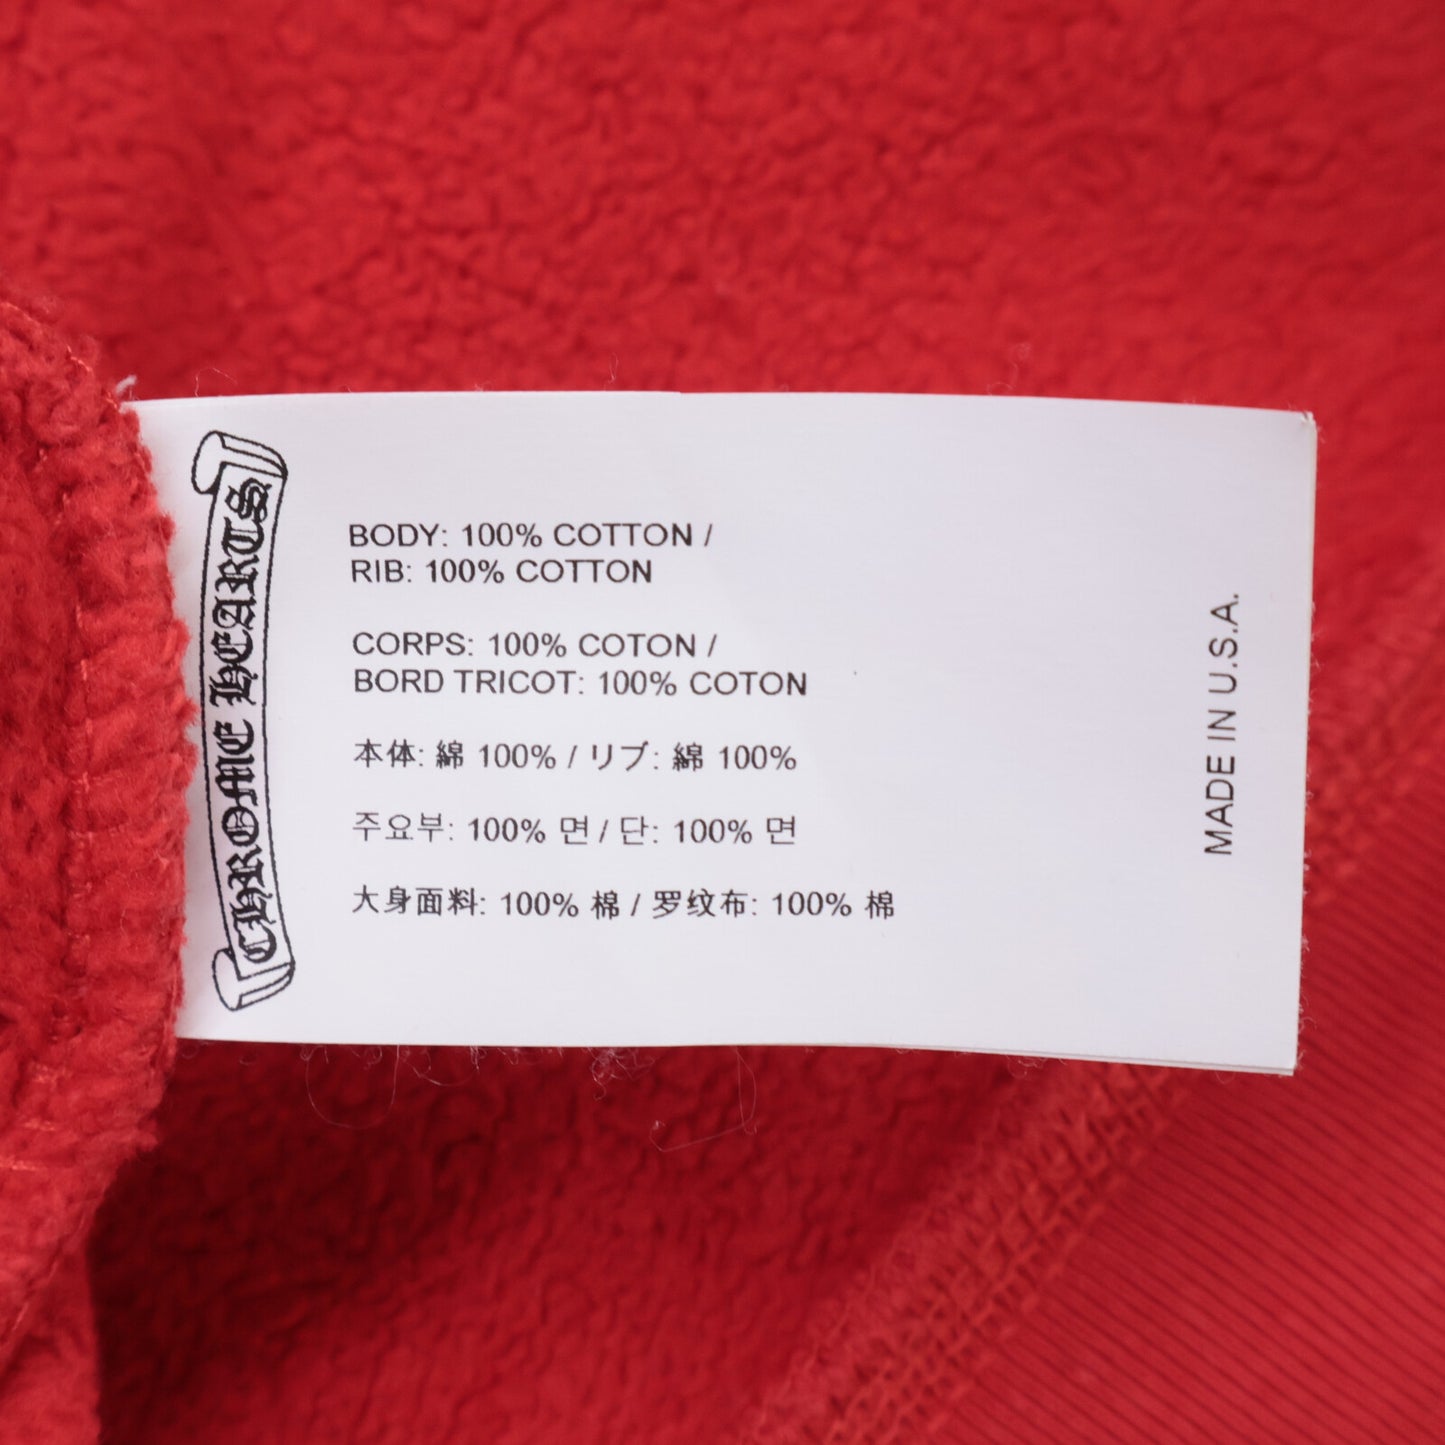 CHROME HEARTS
BODY: 100% COTTON /
RIB: 100% COTTON
CORPS: 100% COTON /
BORD TRICOT: 100% COTON
本体: 綿 100% / リブ: 綿 100%
주요부: 100% 면 / 단: 100% 면
大身面料: 100% 棉 / 罗纹布: 100% 棉
MADE IN U.S.A.